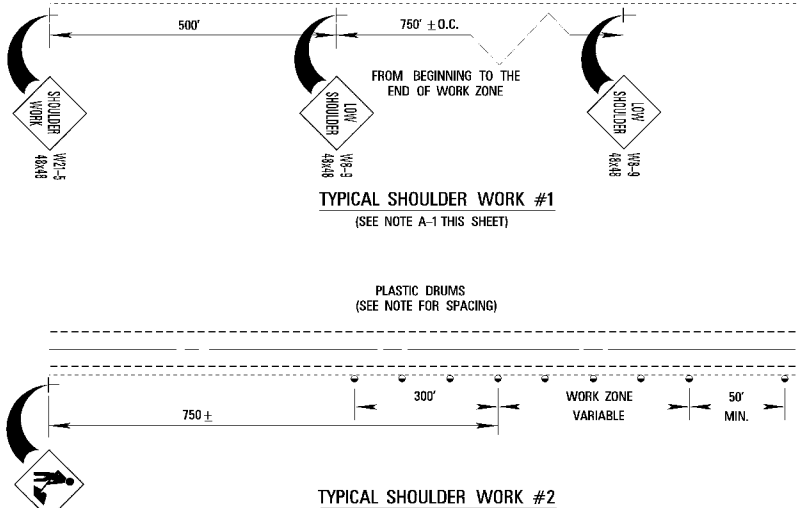 500'
750' ± O.C.
FROM BEGINNING TO THE
END OF WORK ZONE
SHOULDER
WORK
W21-5
48x48
LOW
SHOULDER
W8-9
48x48
LOW
SHOULDER
W8-9
48x48
TYPICAL SHOULDER WORK #1
(SEE NOTE A-1 THIS SHEET)
PLASTIC DRUMS
(SEE NOTE FOR SPACING)
300'
WORK ZONE
VARIABLE
50'
MIN.
750 ±
TYPICAL SHOULDER WORK #2